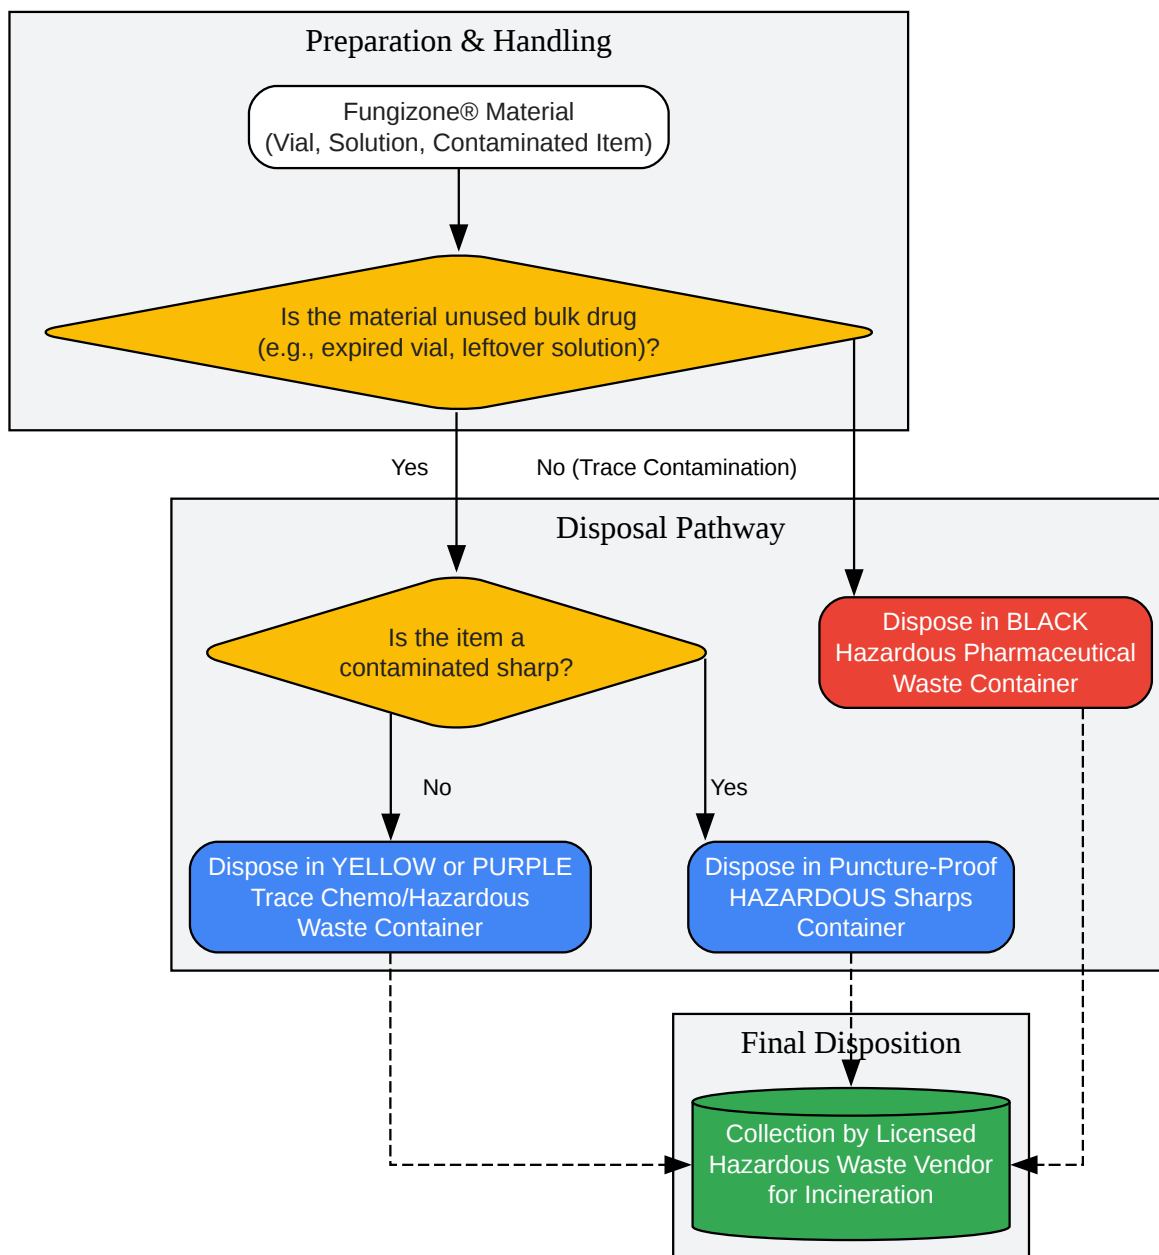 Preparation & Handling
Fungizone® Material
(Vial, Solution, Contaminated Item)
Is the material unused bulk drug
(e.g., expired vial, leftover solution)?
Yes
No (Trace Contamination)
Disposal Pathway
Is the item a
contaminated sharp?
Dispose in BLACK
Hazardous Pharmaceutical
Waste Container
No
Yes
Dispose in YELLOW or PURPLE
Trace Chemo/Hazardous
Waste Container
Dispose in Puncture-Proof
HAZARDOUS Sharps
Container
Final Disposition
Collection by Licensed
Hazardous Waste Vendor
for Incineration